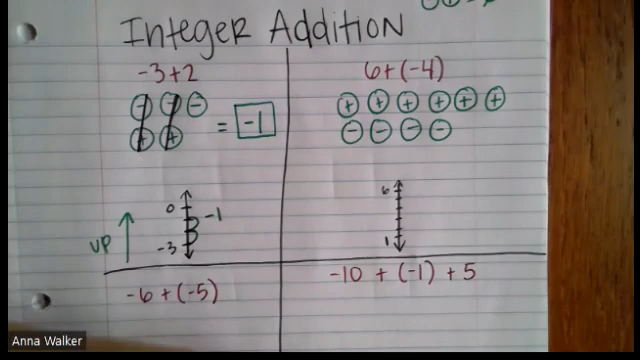 Integer Addition
-3+2
6+(-4)
= -1
0
-1
-3
UP
6
1
-6 + (-5)
-10 + (-1) + 5
Anna Walker